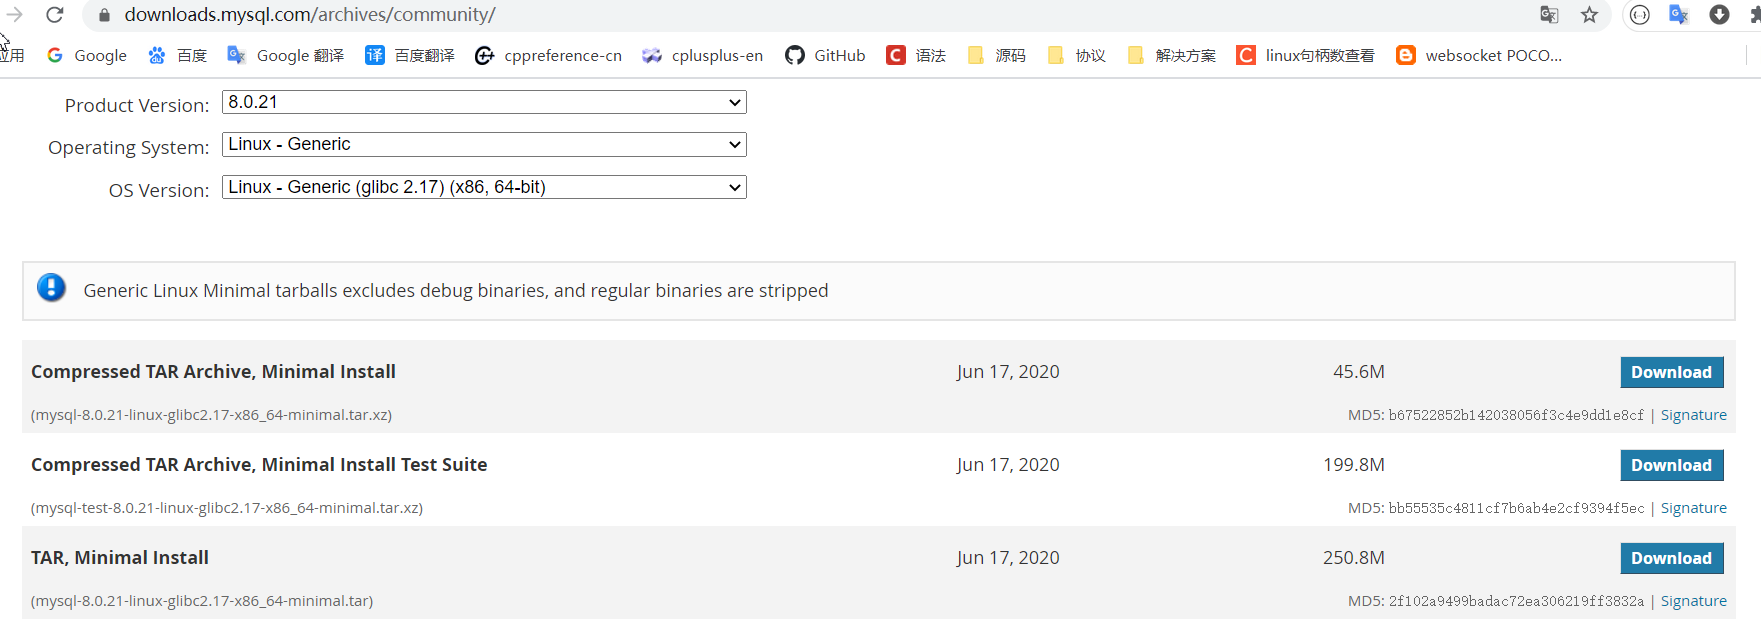 downloads.mysql.com/archives/community/
应用 Google 百度 Google 翻译 译 百度翻译 cppreference-cn cplusplus-en GitHub C 语法 源码 协议 解决方案 C linux句柄数查看 websocket POCO...
Product Version: 8.0.21
Operating System: Linux - Generic
OS Version: Linux - Generic (glibc 2.17) (x86, 64-bit)
Generic Linux Minimal tarballs excludes debug binaries, and regular binaries are stripped
Compressed TAR Archive, Minimal Install Jun 17, 2020 45.6M Download
(mysql-8.0.21-linux-glibc2.17-x86_64-minimal.tar.xz) MD5: b67522852b142038056f3c4e9dd1e8cf | Signature
Compressed TAR Archive, Minimal Install Test Suite Jun 17, 2020 199.8M Download
(mysql-test-8.0.21-linux-glibc2.17-x86_64-minimal.tar.xz) MD5: bb55535c4811cf7b6ab4e2cf9394f5ec | Signature
TAR, Minimal Install Jun 17, 2020 250.8M Download
(mysql-8.0.21-linux-glibc2.17-x86_64-minimal.tar) MD5: 2f102a9499badac72ea306219ff3832a | Signature